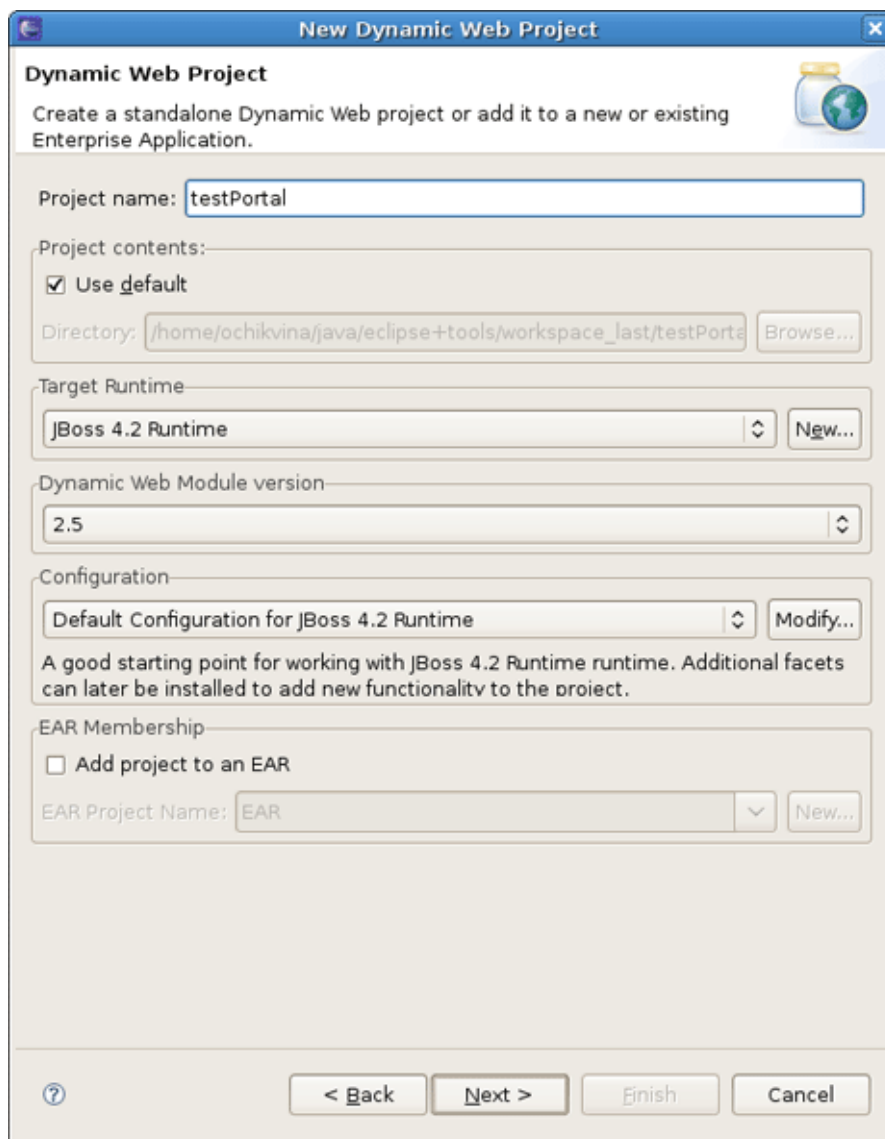 New Dynamic Web Project
Dynamic Web Project
Create a standalone Dynamic Web project or add it to a new or existing
Enterprise Application.
Project name: testPortal
Project contents:
Use default
Directory: /home/ochikvina/java/eclipse+tools/workspace_last/testPorta Browse...
Target Runtime
JBoss 4.2 Runtime New...
Dynamic Web Module version
2.5
Configuration
Default Configuration for JBoss 4.2 Runtime Modify...
A good starting point for working with JBoss 4.2 Runtime runtime. Additional facets
can later be installed to add new functionality to the project.
EAR Membership
Add project to an EAR
EAR Project Name: EAR New...
? < Back Next > Finish Cancel